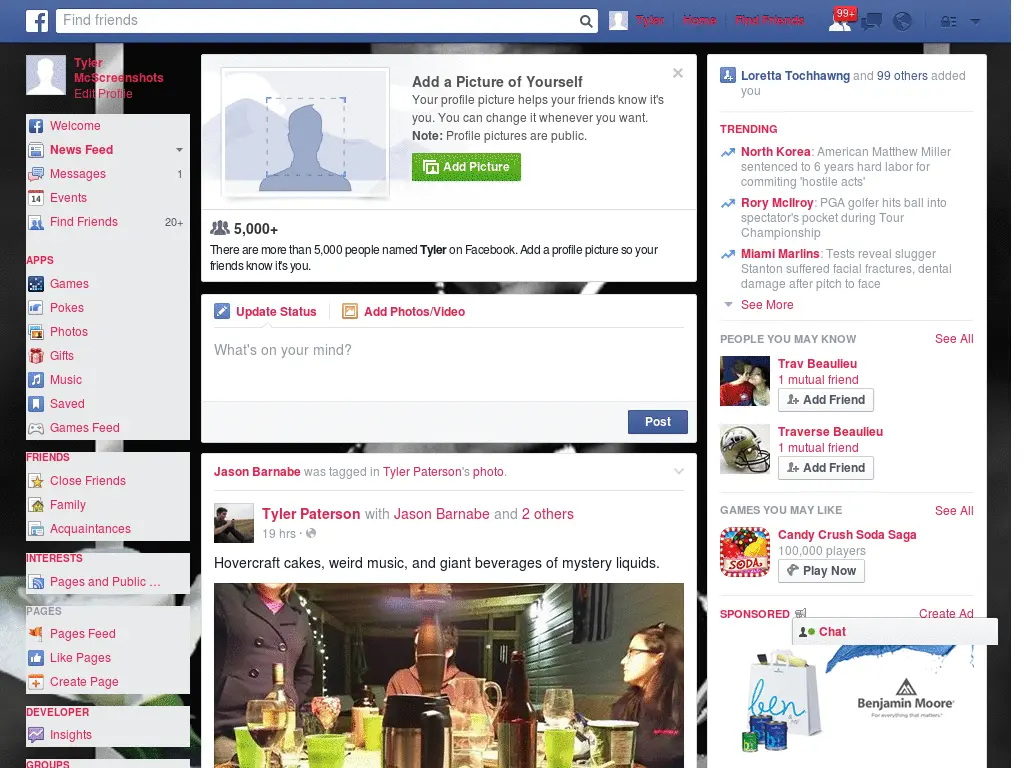 Find friends
Tyler
Home
Find Friends
99+
Tyler
McScreenshots
Edit Profile
Welcome
News Feed
Messages 1
14 Events
Find Friends 20+
APPS
Games
Pokes
Photos
Gifts
Music
Saved
Games Feed
FRIENDS
Close Friends
Family
Acquaintances
INTERESTS
Pages and Public ...
PAGES
Pages Feed
Like Pages
Create Page
DEVELOPER
Insights
GROUPS
Add a Picture of Yourself
Your profile picture helps your friends know it's
you. You can change it whenever you want.
Note: Profile pictures are public.
Add Picture
5,000+
There are more than 5,000 people named Tyler on Facebook. Add a profile picture so your
friends know it's you.
Update Status
Add Photos/Video
What's on your mind?
Post
Jason Barnabe was tagged in Tyler Paterson's photo.
Tyler Paterson with Jason Barnabe and 2 others
19 hrs ·
Hovercraft cakes, weird music, and giant beverages of mystery liquids.
Loretta Tochhawng and 99 others added
you
TRENDING
North Korea: American Matthew Miller
sentenced to 6 years hard labor for
commiting 'hostile acts'
Rory McIlroy: PGA golfer hits ball into
spectator's pocket during Tour
Championship
Miami Marlins: Tests reveal slugger
Stanton suffered facial fractures, dental
damage after pitch to face
See More
PEOPLE YOU MAY KNOW See All
Trav Beaulieu
1 mutual friend
Add Friend
Traverse Beaulieu
1 mutual friend
Add Friend
GAMES YOU MAY LIKE See All
Candy Crush Soda Saga
100,000 players
Play Now
SODA
SPONSORED Create Ad
Chat
ben
Benjamin Moore
For everything that matters.